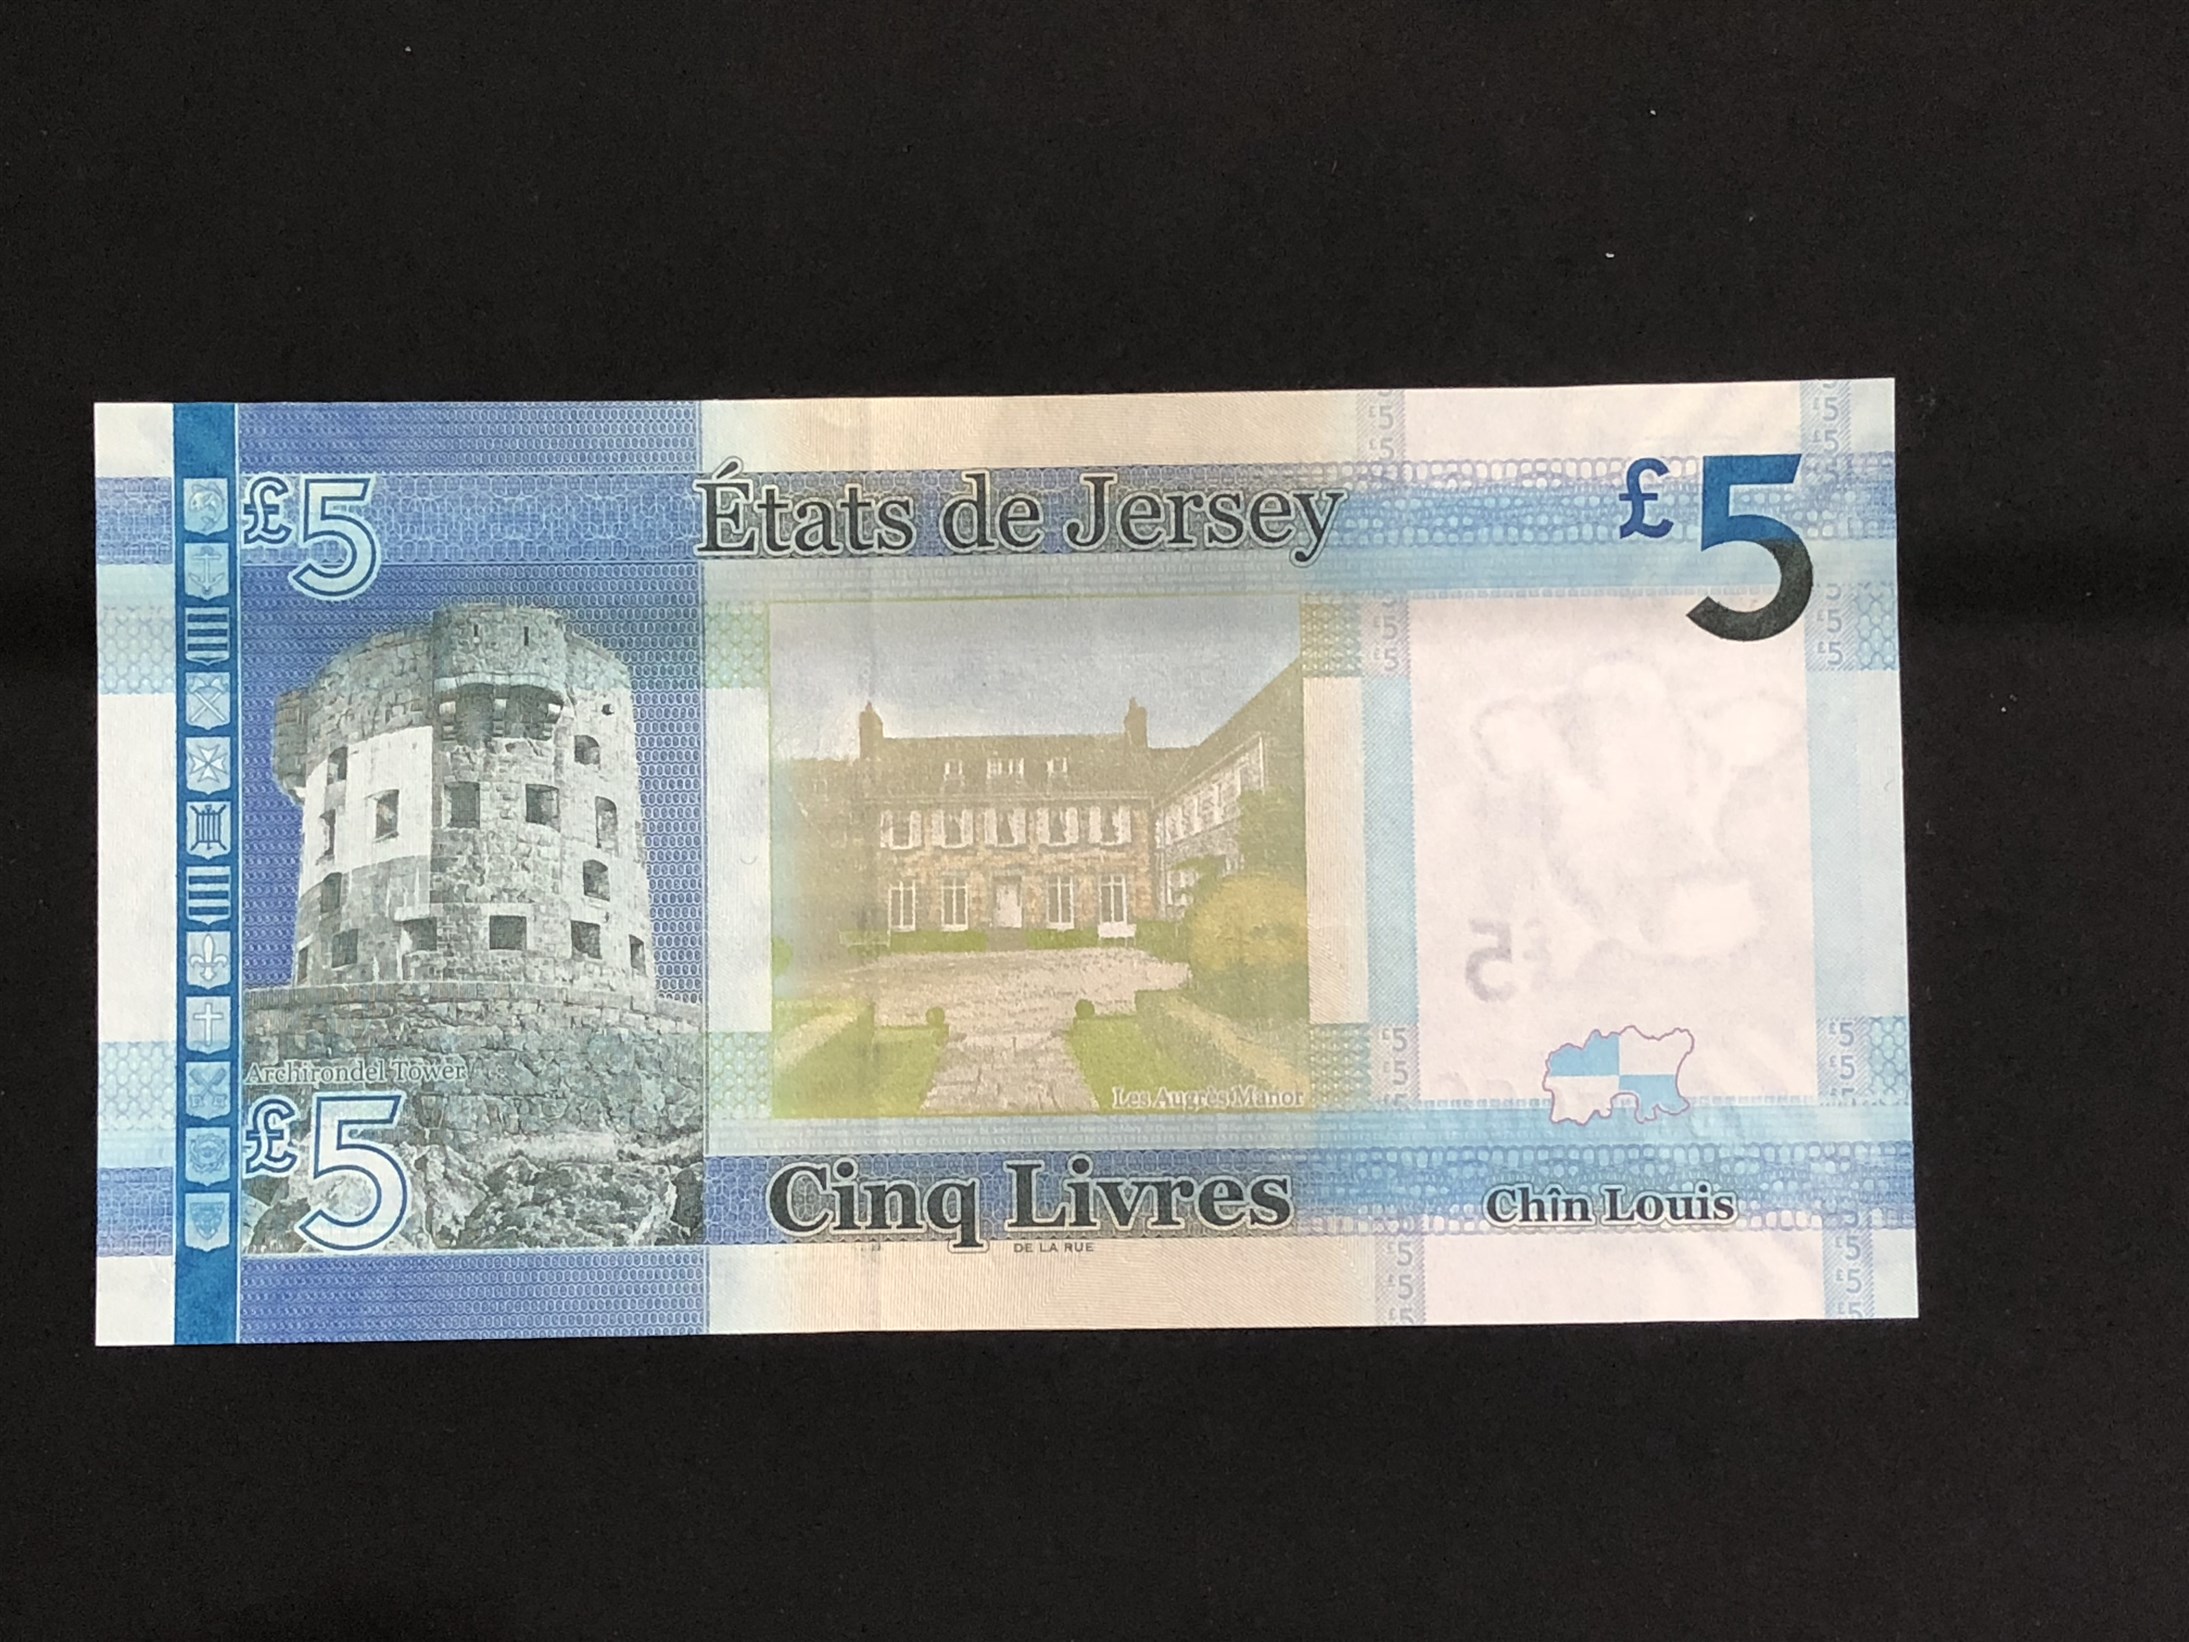 £5
États de Jersey
£5
Archirondel Tower
Les Augrès Manor
£5
Cinq Livres
Chîn Louis
DE LA RUE